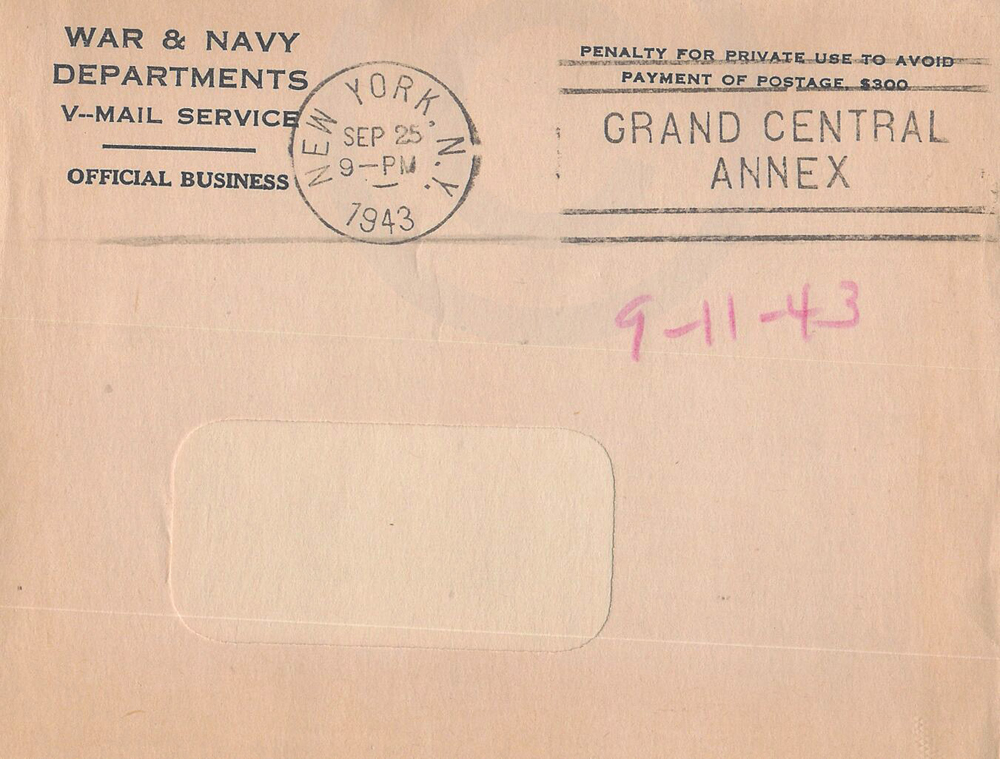 WAR & NAVY
DEPARTMENTS
V--MAIL SERVICE
OFFICIAL BUSINESS
NEW YORK, N.Y.
SEP 25
9-PM
1943
PENALTY FOR PRIVATE USE TO AVOID
PAYMENT OF POSTAGE, $300
GRAND CENTRAL
ANNEX
9-11-43